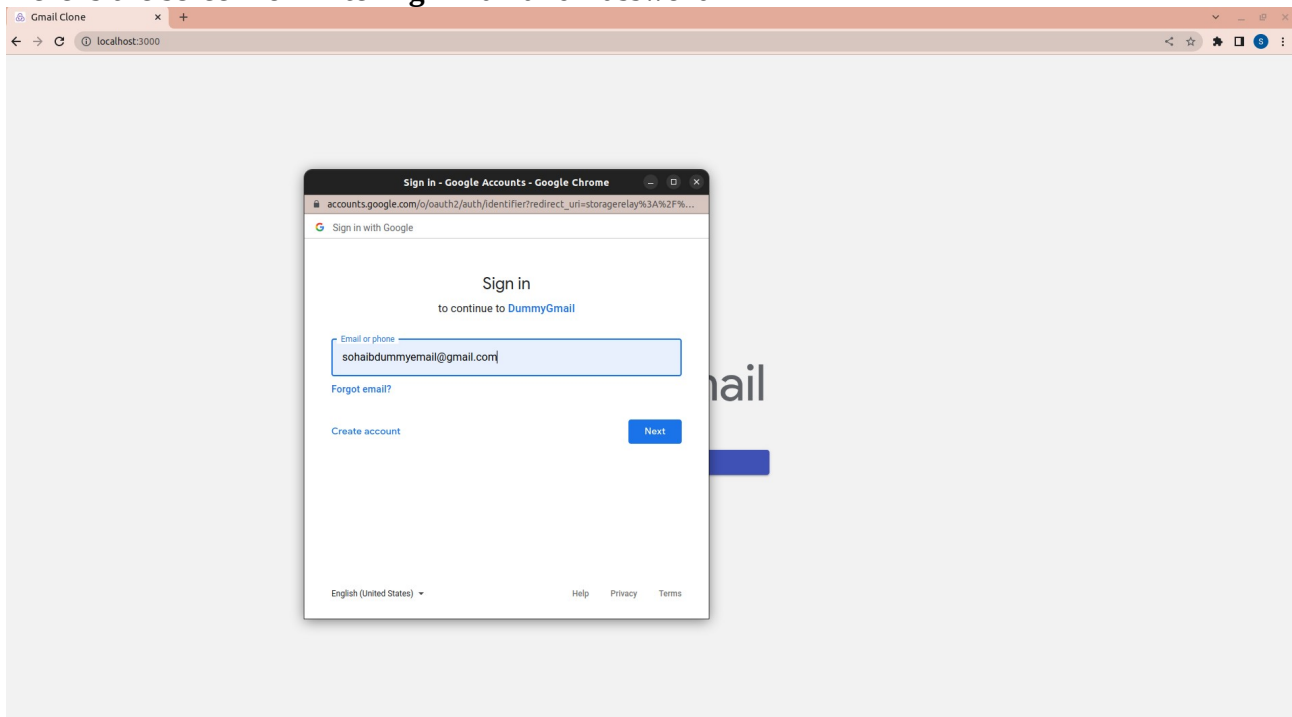 Gmail Clone
localhost:3000
S
Sign in - Google Accounts - Google Chrome
accounts.google.com/o/oauth2/auth/identifier?redirect_uri=storagerelay%3A%2F%...
G Sign in with Google
Sign in
to continue to DummyGmail
Email or phone
sohaibdummyemail@gmail.com
Forgot email?
ail
Create account
Next
English (United States)
Help Privacy Terms